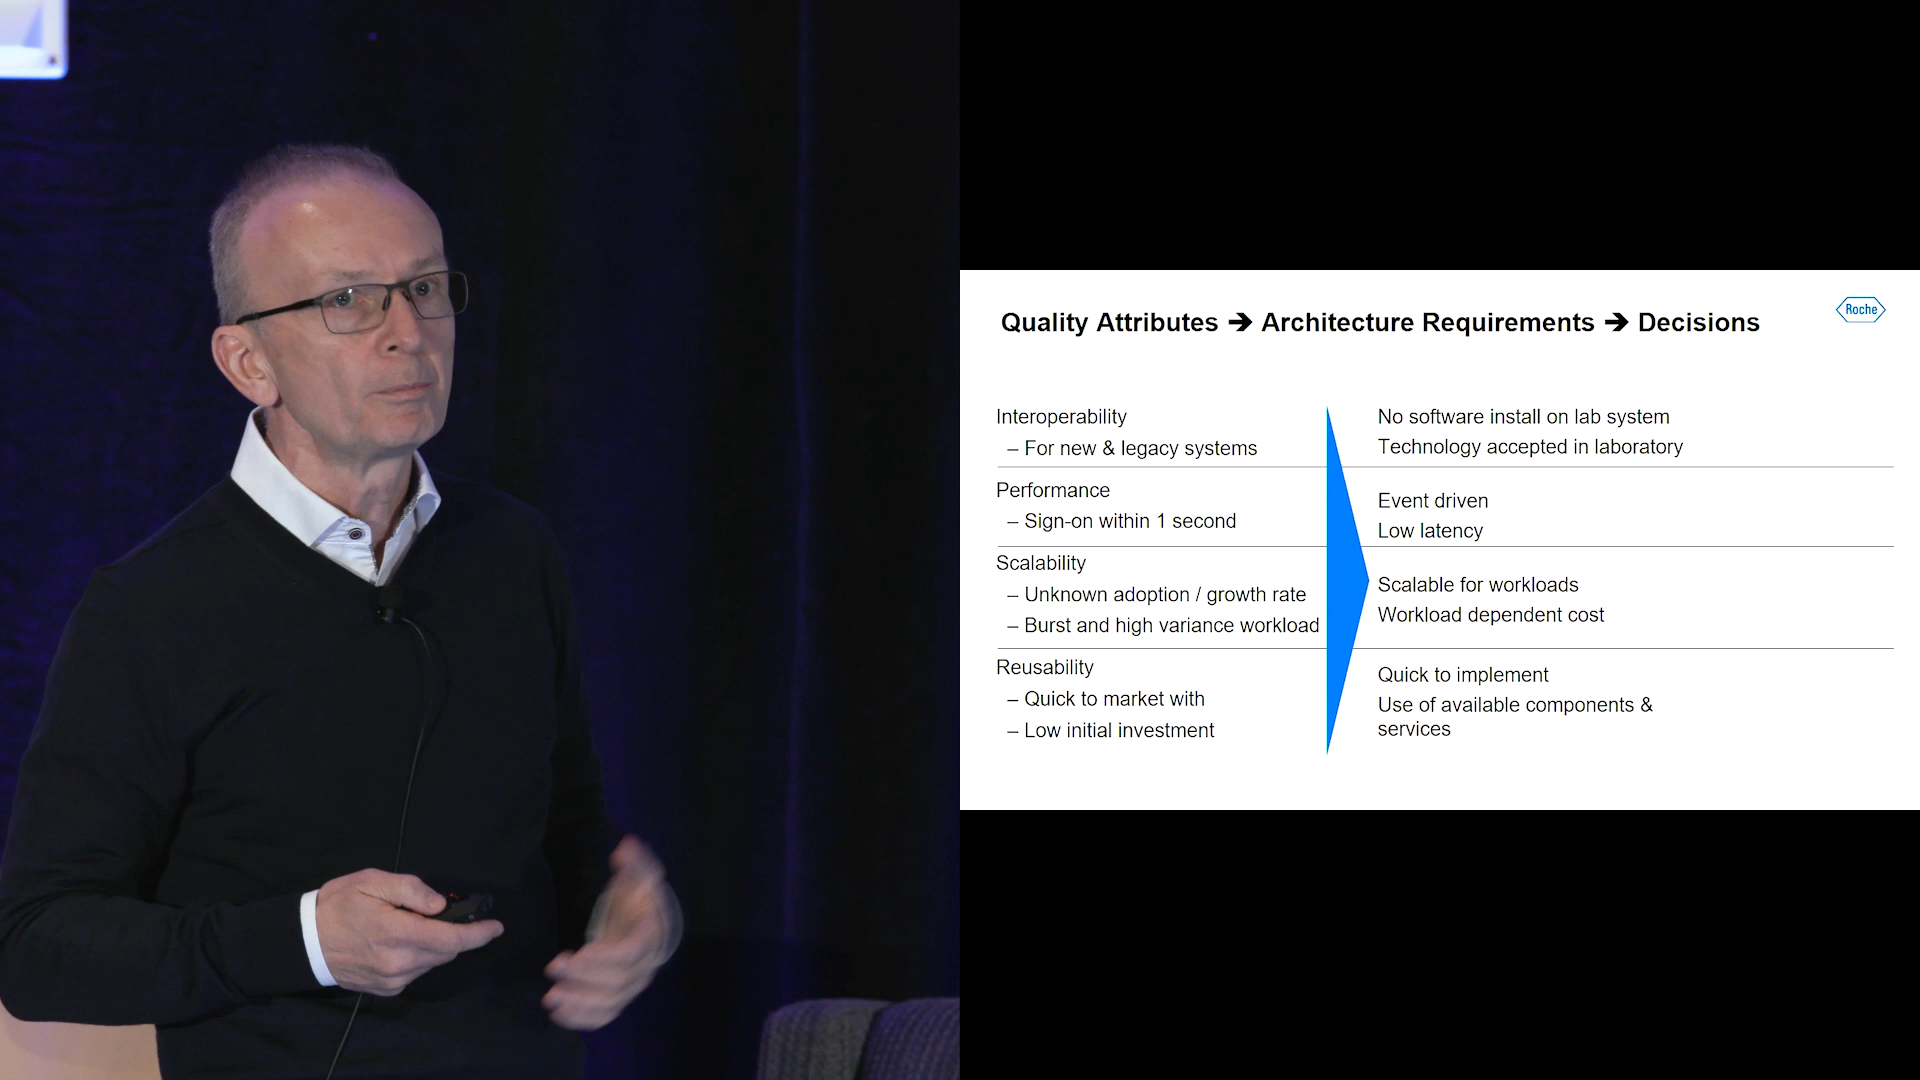 Quality Attributes ➔ Architecture Requirements ➔ Decisions
Roche
Interoperability
– For new & legacy systems
No software install on lab system
Technology accepted in laboratory
Performance
– Sign-on within 1 second
Event driven
Low latency
Scalability
– Unknown adoption / growth rate
– Burst and high variance workload
Scalable for workloads
Workload dependent cost
Reusability
– Quick to market with
– Low initial investment
Quick to implement
Use of available components &
services